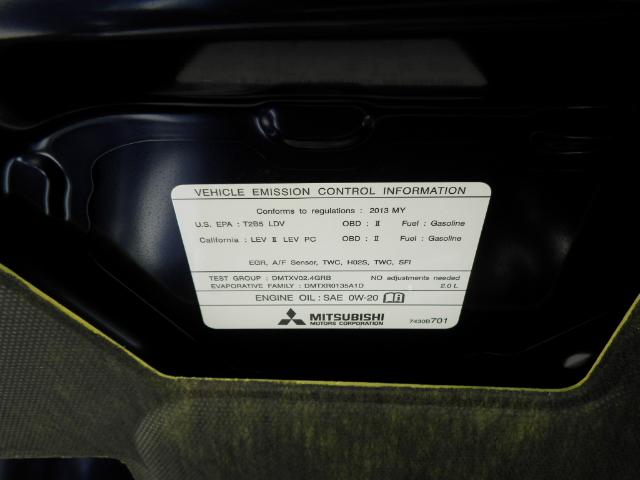 VEHICLE EMISSION CONTROL INFORMATION
Conforms to regulations : 2013 MY
U.S. EPA : T2B5 LDV OBD : II Fuel : Gasoline
California : LEV II LEV PC OBD : II Fuel : Gasoline
EGR, A/F Sensor, TWC, HO2S, TWC, SFI
TEST GROUP : DMTXV02.4GRB NO adjustments needed
EVAPORATIVE FAMILY : DMTXR0135A1D 2.0 L
ENGINE OIL : SAE 0W-20
MITSUBISHI
MOTORS CORPORATION 7430B701